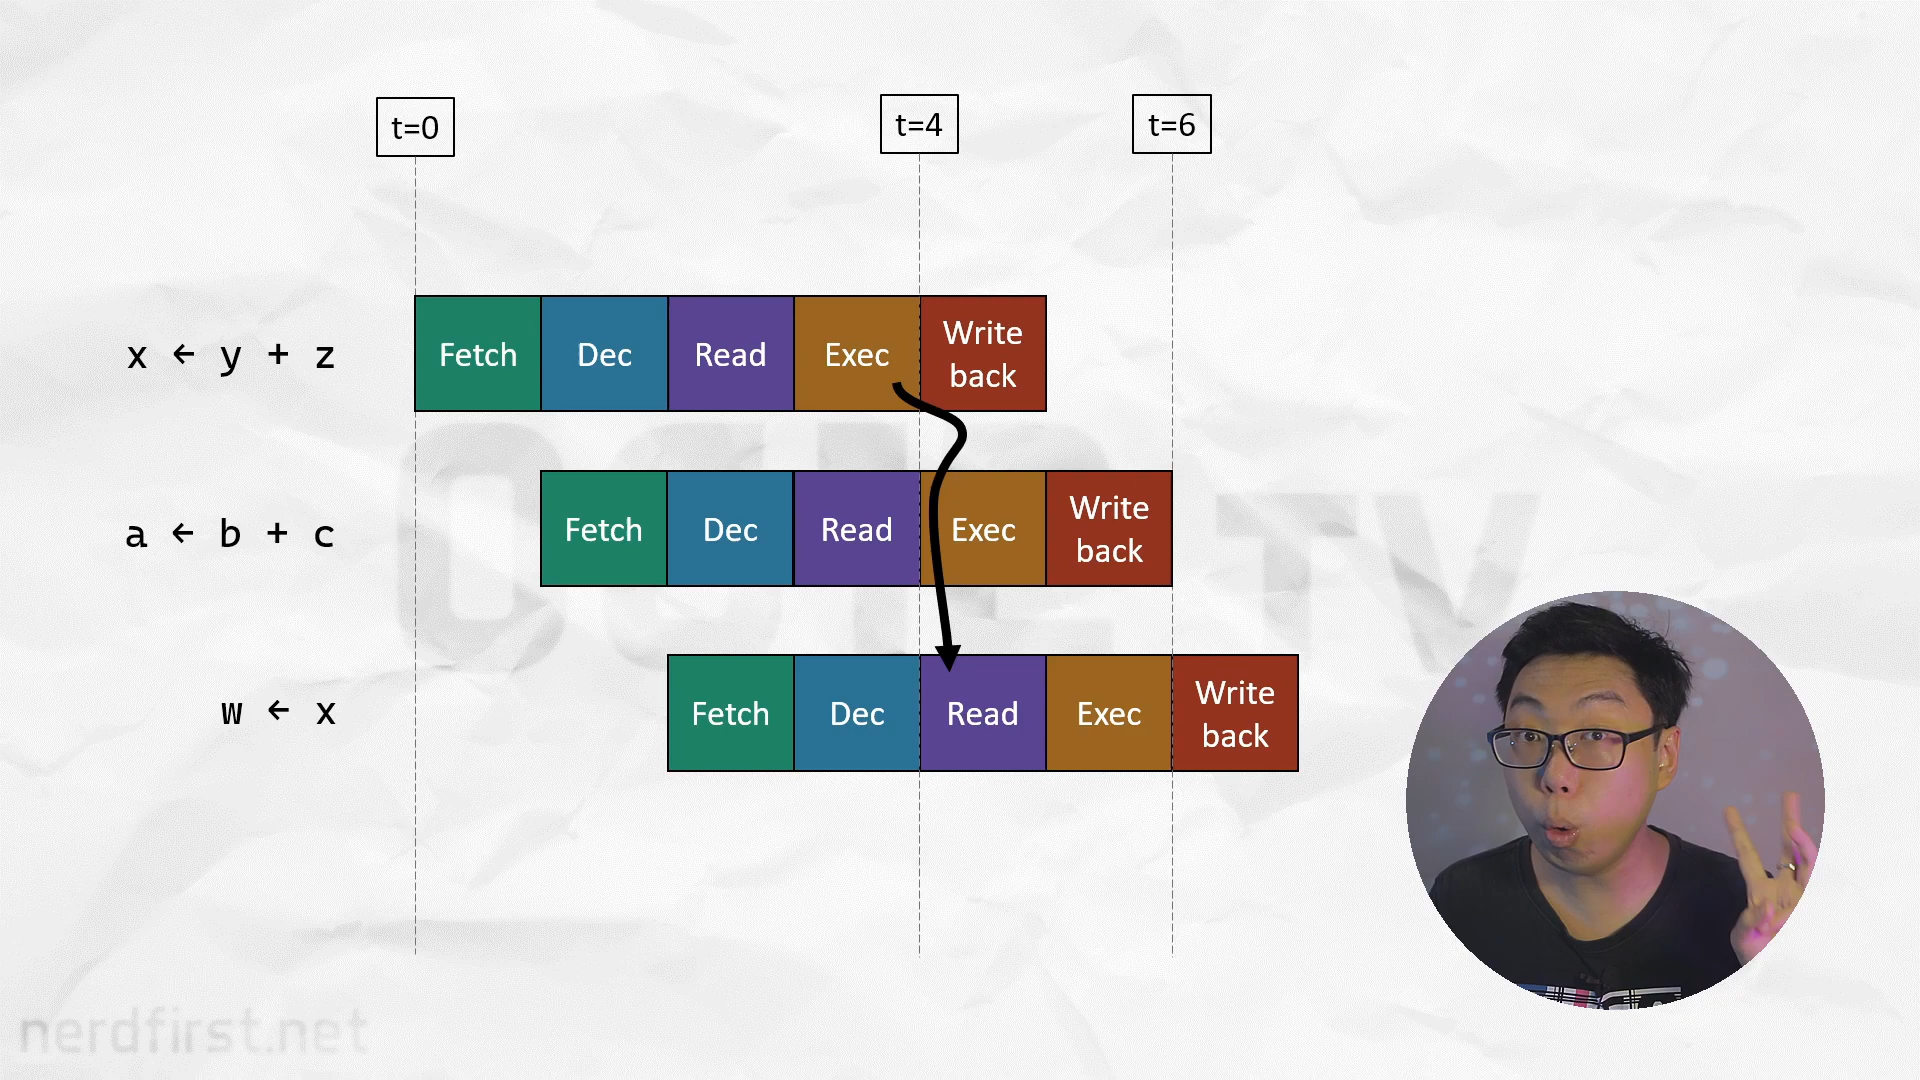 t=0
t=4
t=6
x ← y + z
Fetch
Dec
Read
Exec
Write
back
a ← b + c
Fetch
Dec
Read
Exec
Write
back
w ← x
Fetch
Dec
Read
Exec
Write
back
TV
nerdfirst.net